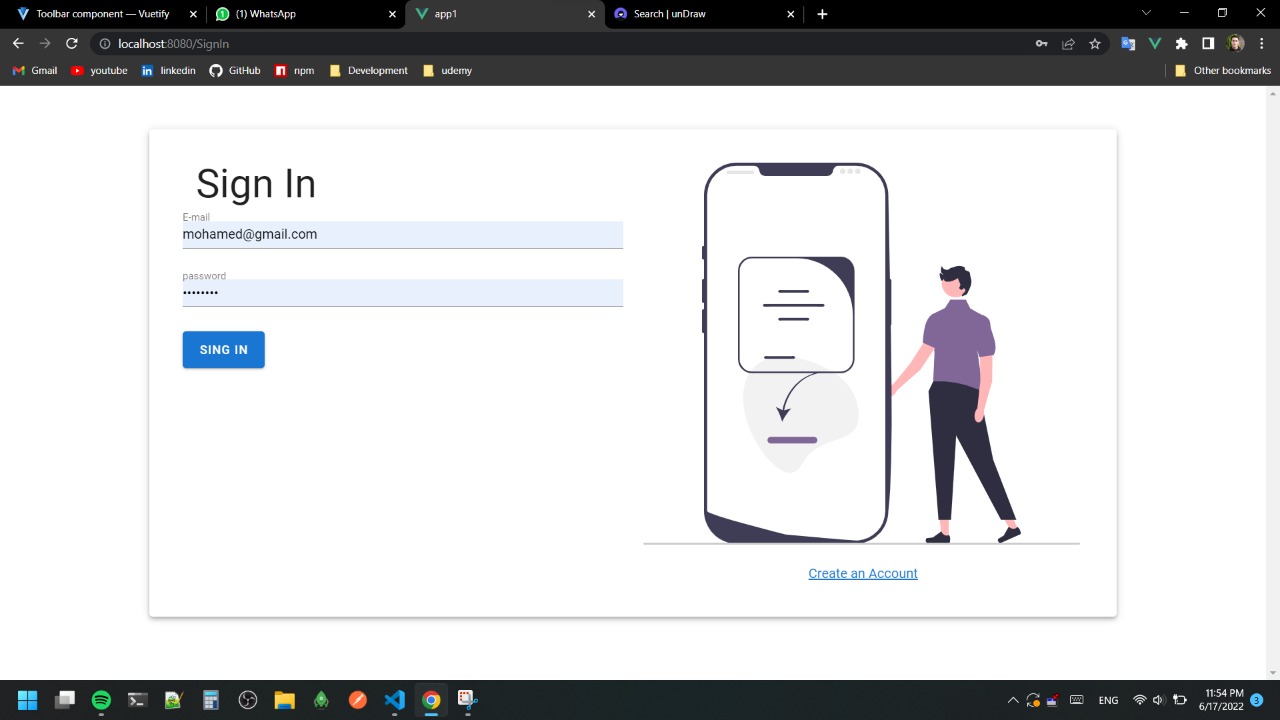 Toolbar component — Vuetify
(1) WhatsApp
app1
Search | unDraw
localhost:8080/SignIn
Gmail
youtube
linkedin
GitHub
npm
Development
udemy
Other bookmarks
Sign In
E-mail
mohamed@gmail.com
password
••••••••
SING IN
Create an Account
ENG
11:54 PM
6/17/2022
3